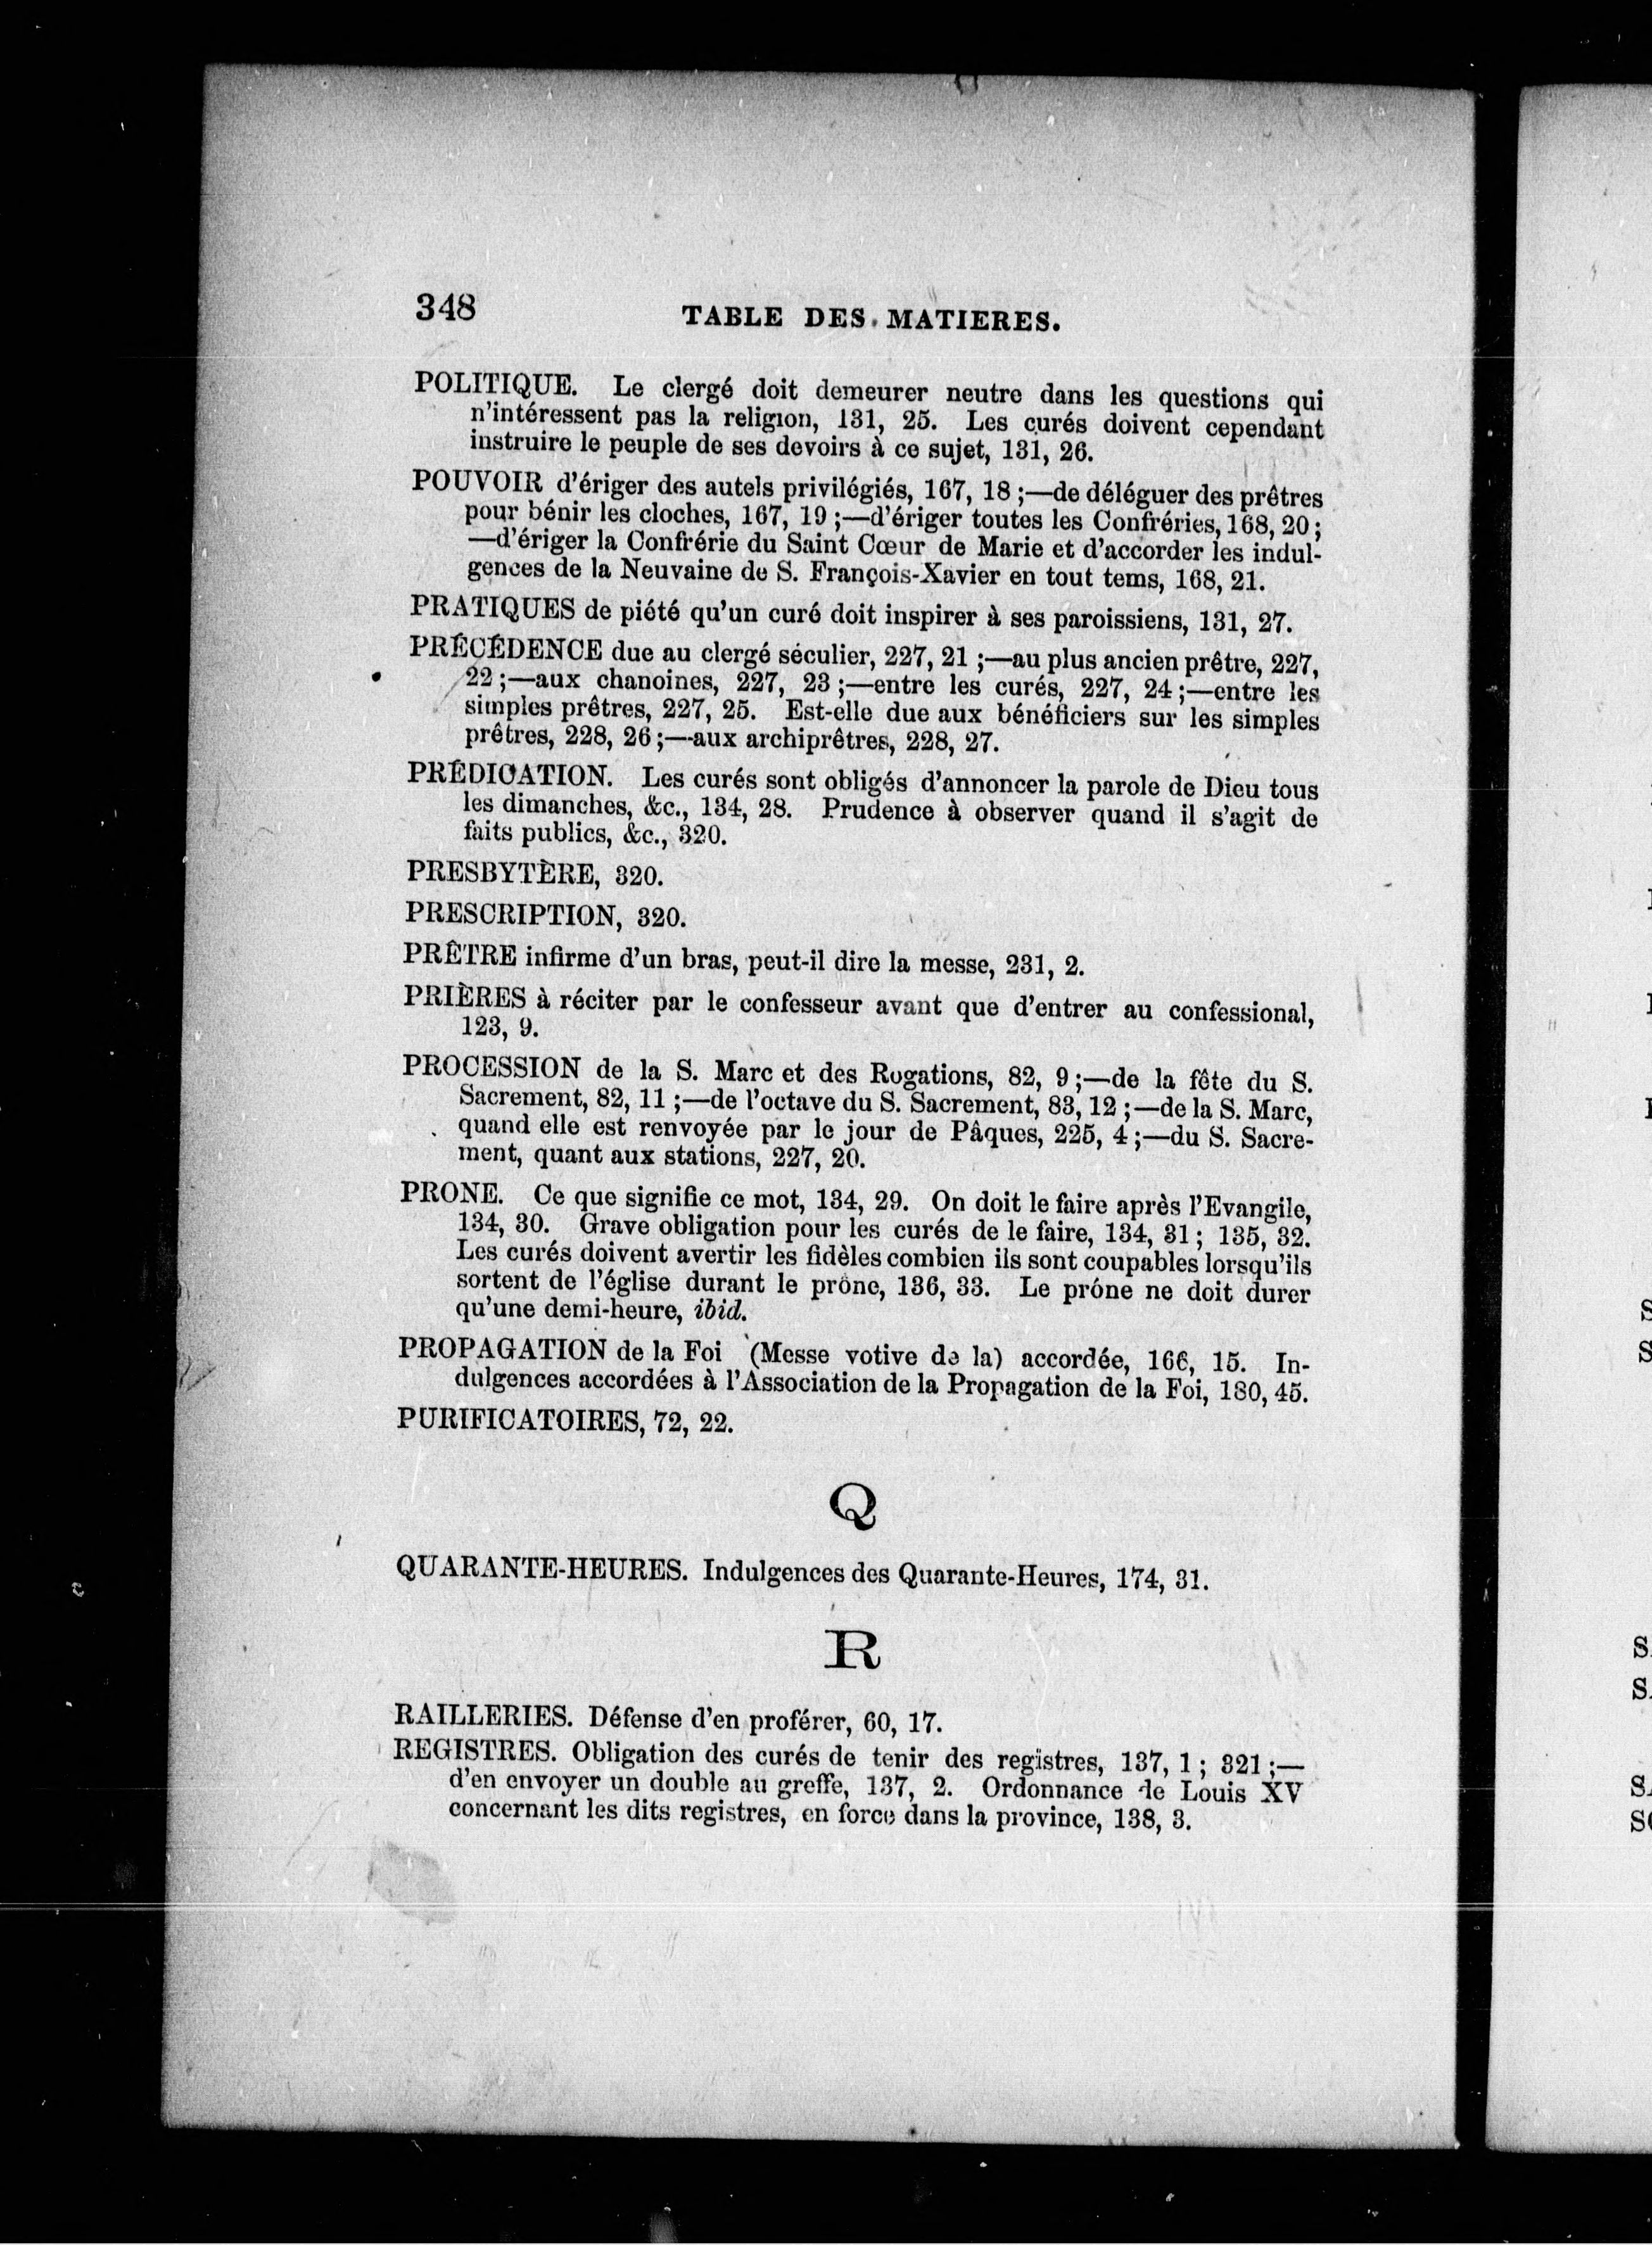 348
TABLE DES MATIERES.
POLITIQUE. Le clergé doit demeurer neutre dans les questions qui
n'intéressent pas la religion, 131, 25. Les curés doivent cependant
instruire le peuple de ses devoirs à ce sujet, 131, 26.
POUVOIR d'ériger des autels privilégiés, 167, 18 ;—de déléguer des prêtres
pour bénir les cloches, 167, 19 ;—d'ériger toutes les Confréries, 168, 20 ;
—d'ériger la Confrérie du Saint Cœur de Marie et d'accorder les indul-
gences de la Neuvaine de S. François-Xavier en tout tems, 168, 21.
PRATIQUES de piété qu'un curé doit inspirer à ses paroissiens, 131, 27.
PRÉCÉDENCE due au clergé séculier, 227, 21 ;—au plus ancien prêtre, 227,
22 ;—aux chanoines, 227, 23 ;—entre les curés, 227, 24 ;—entre les
simples prêtres, 227, 25. Est-elle due aux bénéficiers sur les simples
prêtres, 228, 26 ;—aux archiprêtres, 228, 27.
PRÉDICATION. Les curés sont obligés d'annoncer la parole de Dieu tous
les dimanches, &c., 134, 28. Prudence à observer quand il s'agit de
faits publics, &c., 320.
PRESBYTÈRE, 320.
PRESCRIPTION, 320.
PRÊTRE infirme d'un bras, peut-il dire la messe, 231, 2.
PRIÈRES à réciter par le confesseur avant que d'entrer au confessional,
123, 9.
PROCESSION de la S. Marc et des Rogations, 82, 9 ;—de la fête du S.
Sacrement, 82, 11 ;—de l'octave du S. Sacrement, 83, 12 ;—de la S. Marc,
quand elle est renvoyée par le jour de Pâques, 225, 4 ;—du S. Sacre-
ment, quant aux stations, 227, 20.
PRONE. Ce que signifie ce mot, 134, 29. On doit le faire après l'Evangile,
134, 30. Grave obligation pour les curés de le faire, 134, 31 ; 135, 32.
Les curés doivent avertir les fidèles combien ils sont coupables lorsqu'ils
sortent de l'église durant le prône, 136, 33. Le prône ne doit durer
qu'une demi-heure, ibid.
PROPAGATION de la Foi (Messe votive de la) accordée, 166, 15. In-
dulgences accordées à l'Association de la Propagation de la Foi, 180, 45.
PURIFICATOIRES, 72, 22.
Q
QUARANTE-HEURES. Indulgences des Quarante-Heures, 174, 31.
R
RAILLERIES. Défense d'en proférer, 60, 17.
REGISTRES. Obligation des curés de tenir des registres, 137, 1 ; 321 ;—
d'en envoyer un double au greffe, 137, 2. Ordonnance de Louis XV
concernant les dits registres, en force dans la province, 138, 3.